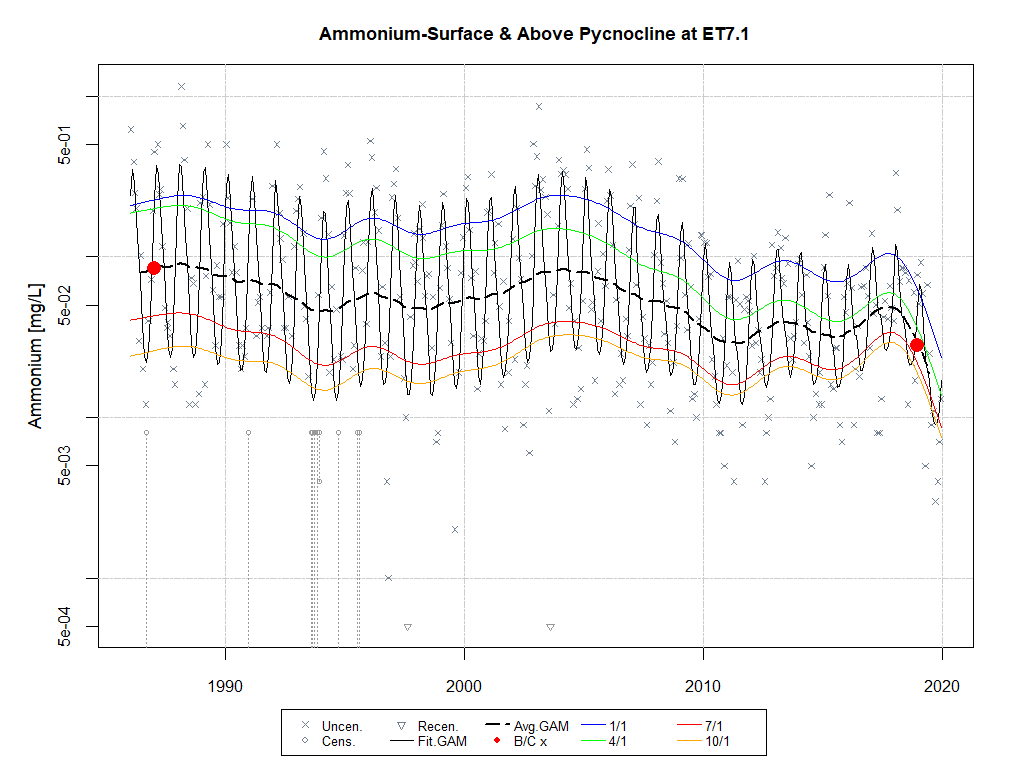 Ammonium-Surface & Above Pycnocline at ET7.1
Ammonium [mg/L]
5e-01
5e-02
5e-03
5e-04
1990 2000 2010 2020
Uncen. Recen. Avg.GAM 1/1 7/1
Cens. Fit.GAM B/C x 4/1 10/1